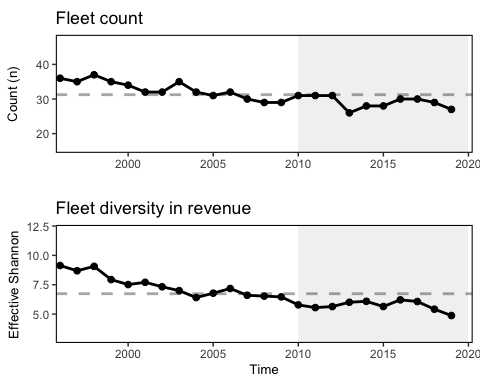 Fleet count
Count (n)
40
30
20
2000 2005 2010 2015 2020
Fleet diversity in revenue
Effective Shannon
12.5
10.0
7.5
5.0
2000 2005 2010 2015 2020
Time